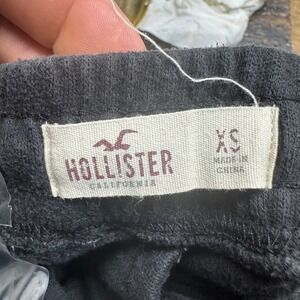 HOLLISTER
CALIFORNIA
XS
MADE IN
CHINA